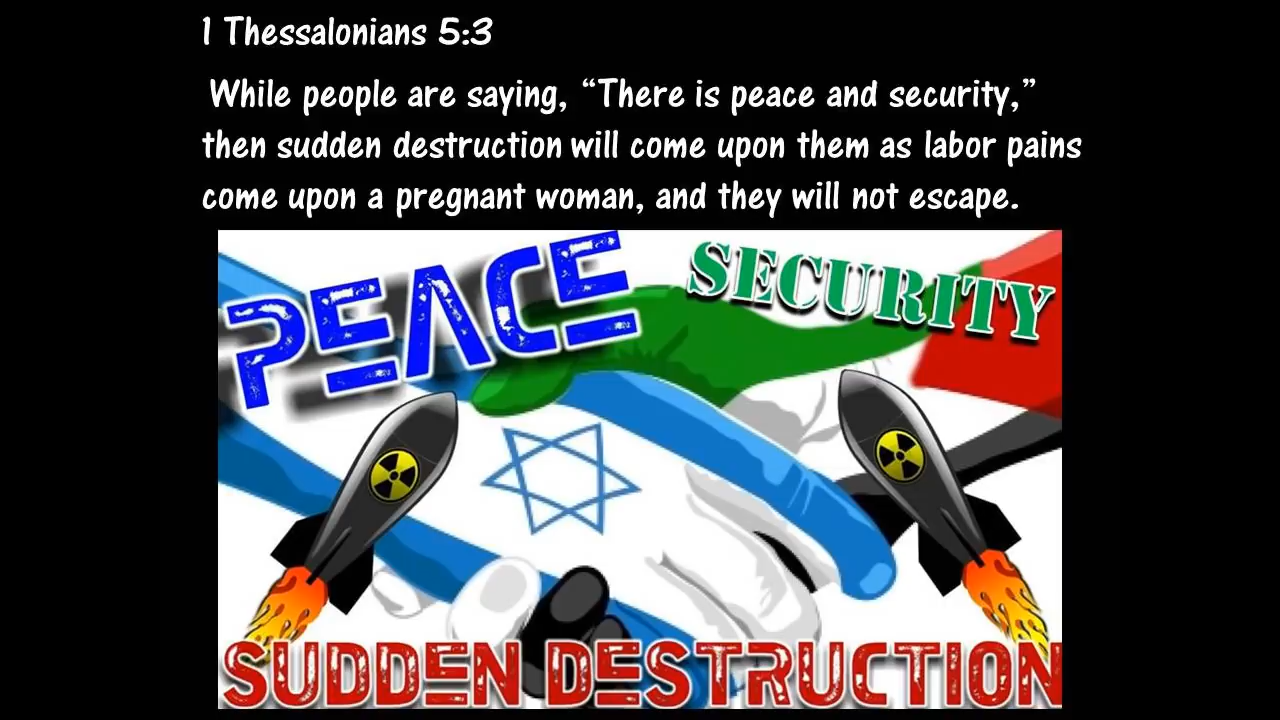 1 Thessalonians 5:3
While people are saying, “There is peace and security,”
then sudden destruction will come upon them as labor pains
come upon a pregnant woman, and they will not escape.
PEACE
SECURITY
SUDDEN DESTRUCTION